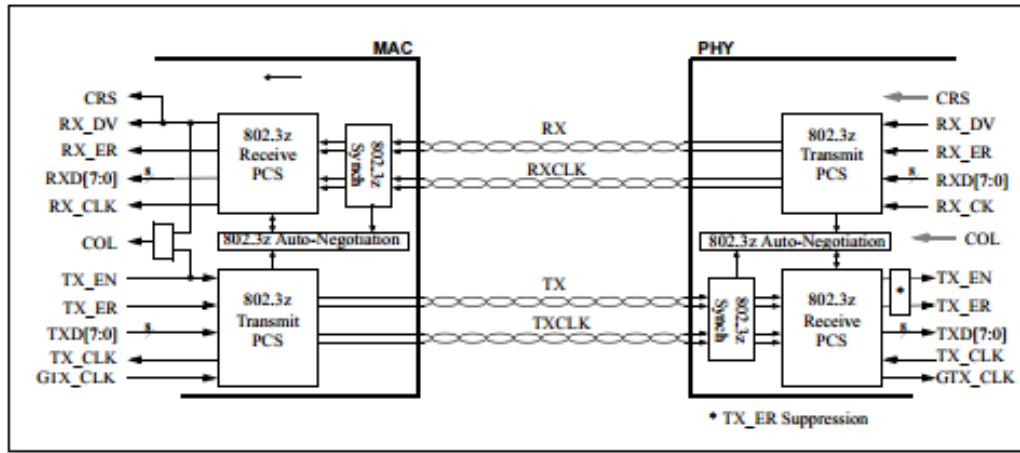 MAC
PHY
CRS
RX_DV
RX_ER
RXD[7:0]
RX_CLK
COL
TX_EN
TX_ER
TXD[7:0]
TX_CLK
GTX_CLK
8
8
802.3z
Receive
PCS
802.3z
Synch
802.3z Auto-Negotiation
802.3z
Transmit
PCS
RX
RXCLK
TX
TXCLK
802.3z
Transmit
PCS
802.3z Auto-Negotiation
802.3z
Synch
802.3z
Receive
PCS
*
8
8
CRS
RX_DV
RX_ER
RXD[7:0]
RX_CK
COL
TX_EN
TX_ER
TXD[7:0]
TX_CLK
GTX_CLK
* TX_ER Suppression